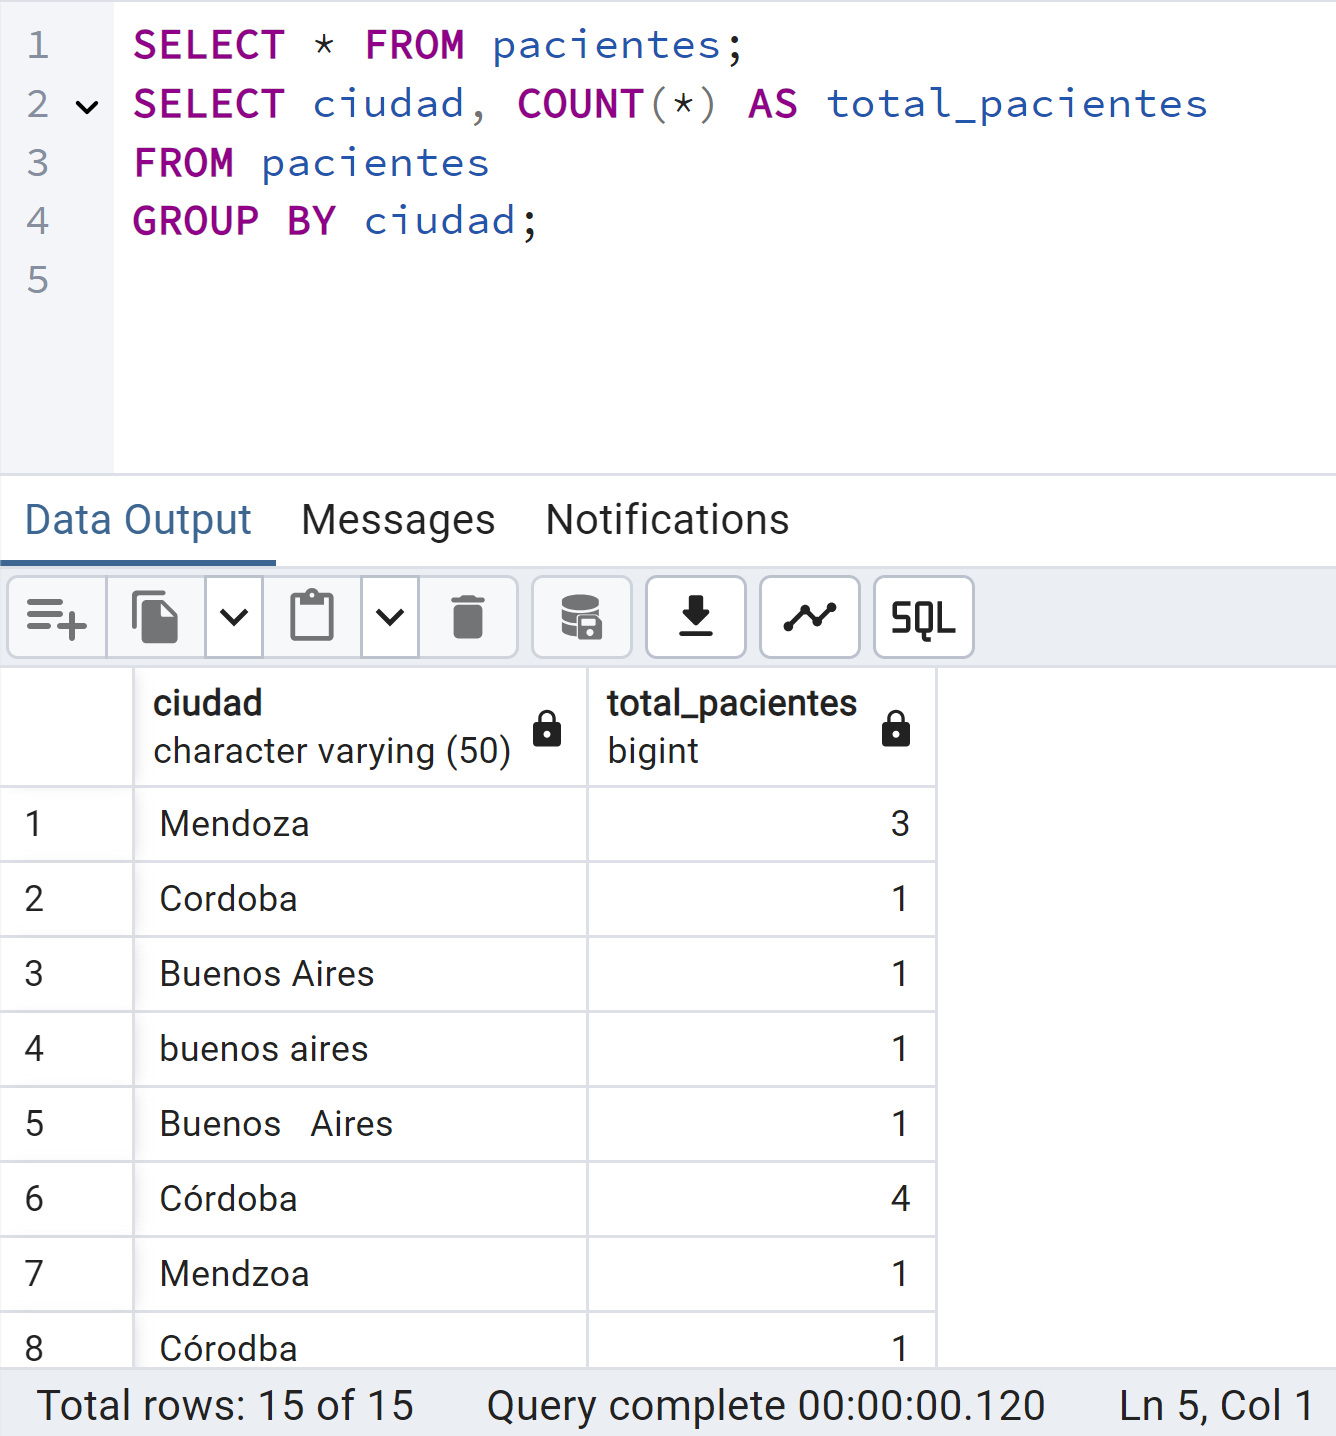 1 SELECT * FROM pacientes;
2 SELECT ciudad, COUNT(*) AS total_pacientes
3 FROM pacientes
4 GROUP BY ciudad;
5
Data Output Messages Notifications
SQL
ciudad total_pacientes
character varying (50) bigint
1 Mendoza 3
2 Cordoba 1
3 Buenos Aires 1
4 buenos aires 1
5 Buenos   Aires 1
6 Córdoba 4
7 Mendzoa 1
8 Córodba 1
Total rows: 15 of 15 Query complete 00:00:00.120 Ln 5, Col 1